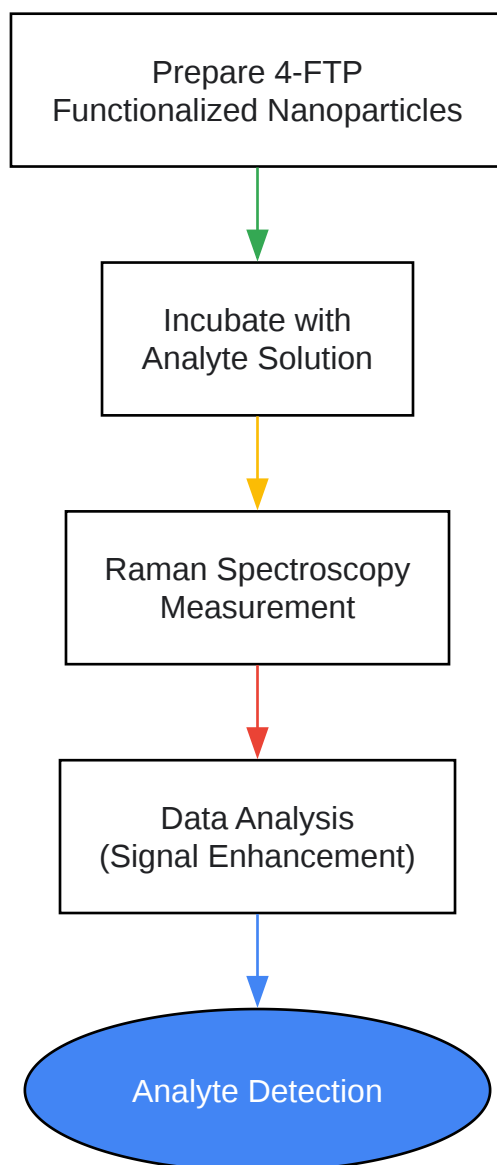 Prepare 4-FTP
Functionalized Nanoparticles
Incubate with
Analyte Solution
Raman Spectroscopy
Measurement
Data Analysis
(Signal Enhancement)
Analyte Detection